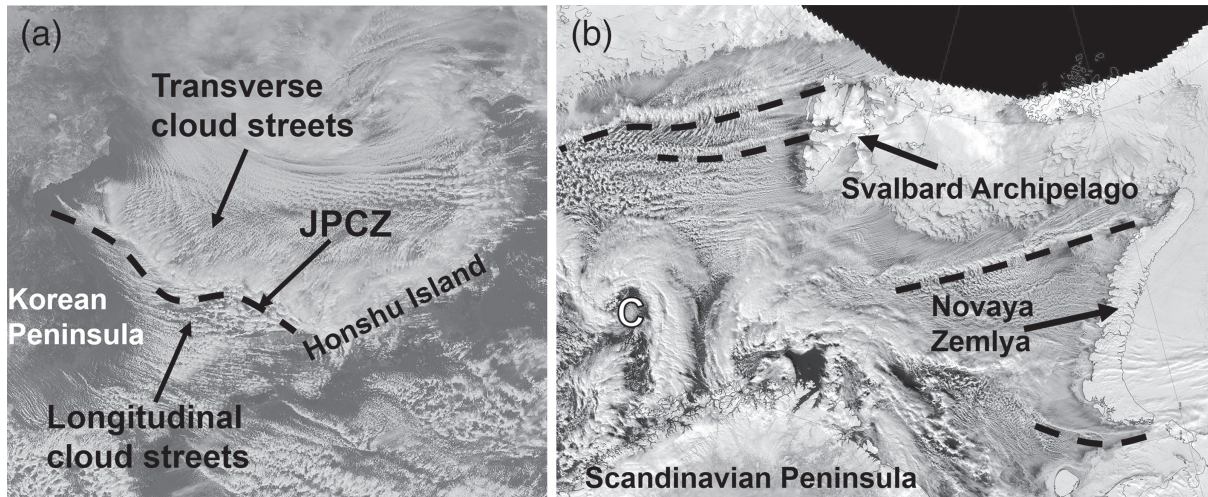 (a)
Transverse
cloud streets
JPCZ
Honshu Island
Korean
Peninsula
Longitudinal
cloud streets
(b)
Svalbard Archipelago
C
Novaya
Zemlya
Scandinavian Peninsula